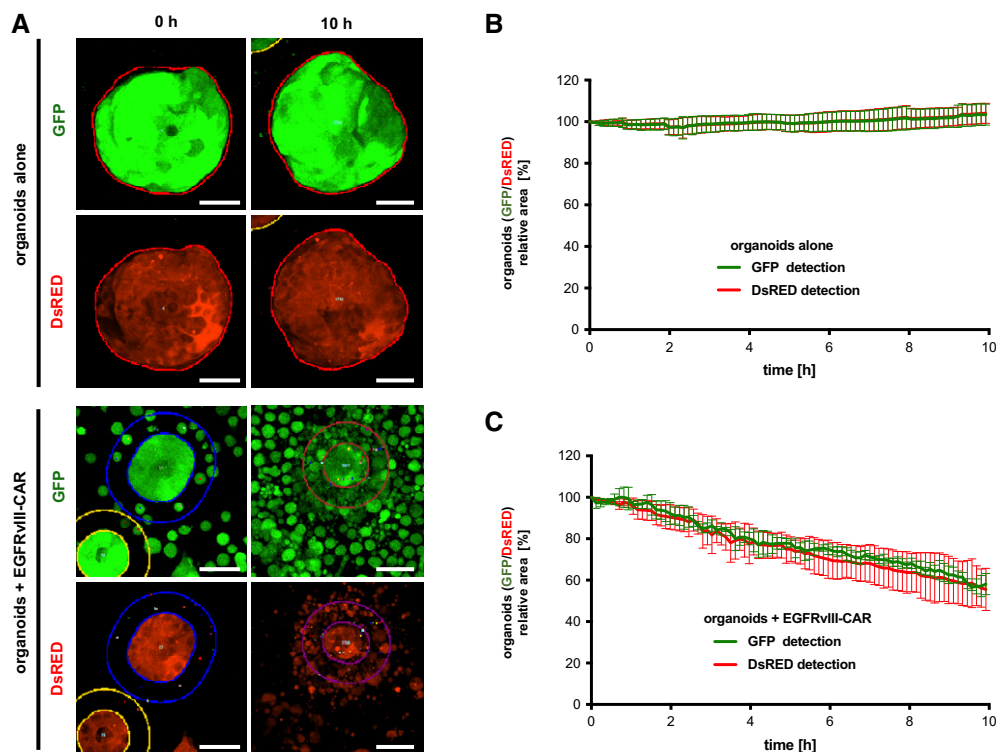 A
0 h
10 h
organoids alone
GFP
DsRED
organoids + EGFRvIII-CAR
GFP
DsRED
B
organoids (GFP/DsRED)
relative area [%]
120
100
80
60
40
20
0
organoids alone
GFP detection
DsRED detection
0 2 4 6 8 10
time [h]
C
organoids (GFP/DsRED)
relative area [%]
120
100
80
60
40
20
0
organoids + EGFRvIII-CAR
GFP detection
DsRED detection
0 2 4 6 8 10
time [h]